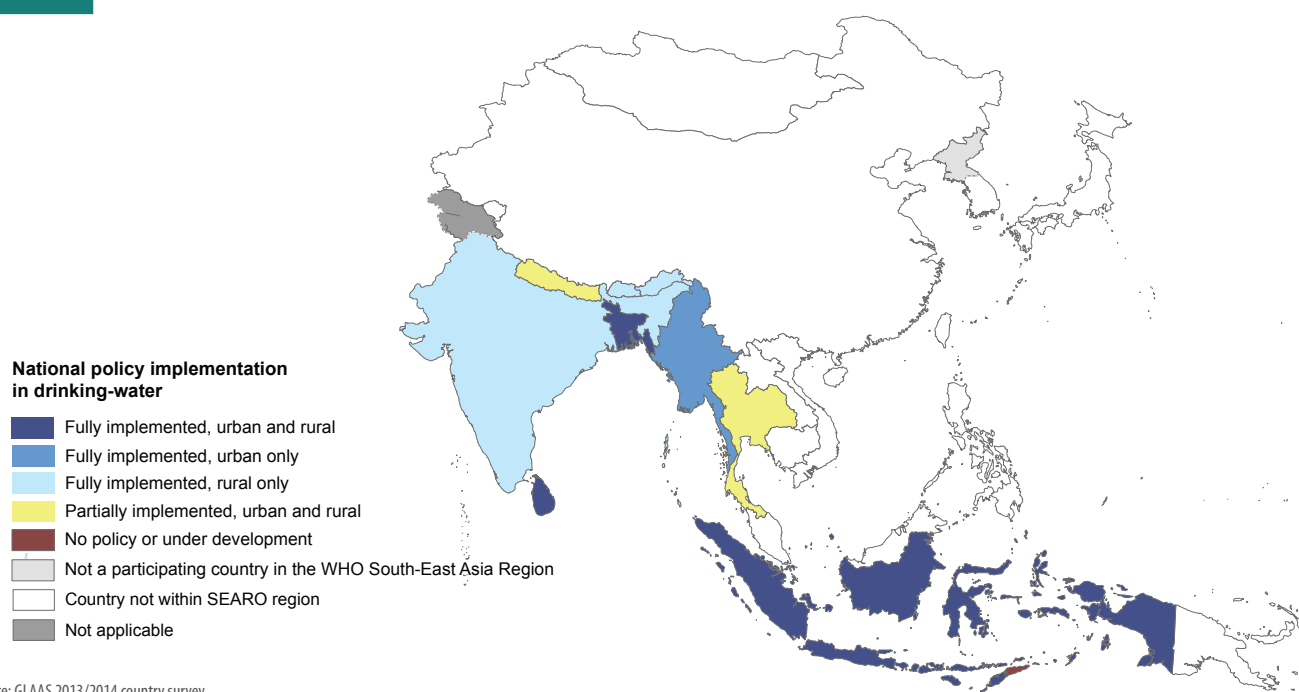 National policy implementation
in drinking-water
Fully implemented, urban and rural
Fully implemented, urban only
Fully implemented, rural only
Partially implemented, urban and rural
No policy or under development
Not a participating country in the WHO South-East Asia Region
Country not within SEARO region
Not applicable
GLAAS 2013/2014 country survey